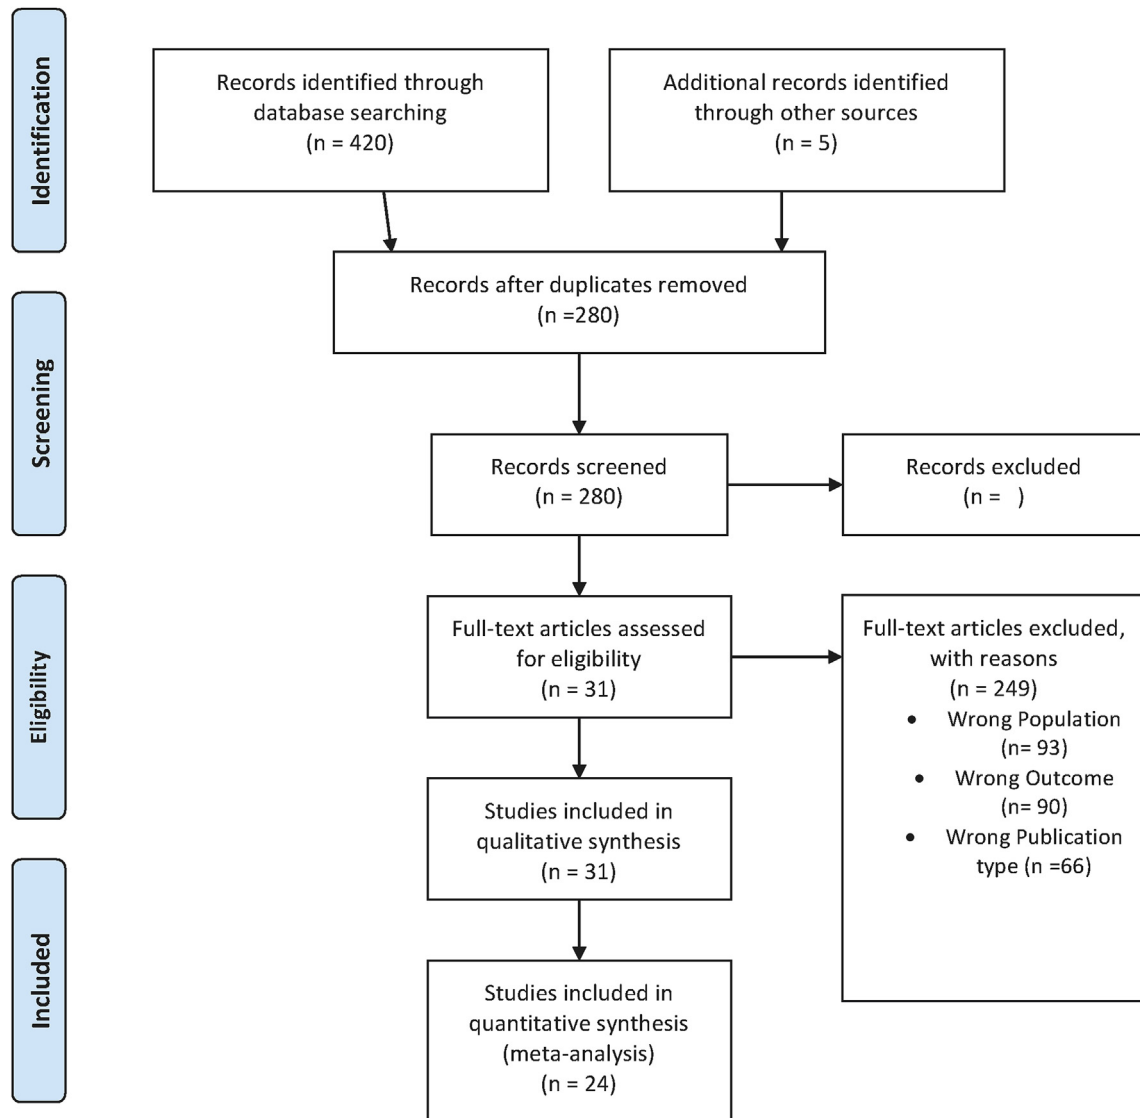 Identification
Records identified through
database searching
(n = 420)
Additional records identified
through other sources
(n = 5)
Records after duplicates removed
(n =280)
Screening
Records screened
(n = 280)
Records excluded
(n =   )
Eligibility
Full-text articles assessed
for eligibility
(n = 31)
Full-text articles excluded,
with reasons
(n = 249)
• Wrong Population
(n= 93)
• Wrong Outcome
(n= 90)
• Wrong Publication
type (n =66)
Studies included in
qualitative synthesis
(n = 31)
Included
Studies included in
quantitative synthesis
(meta-analysis)
(n = 24)